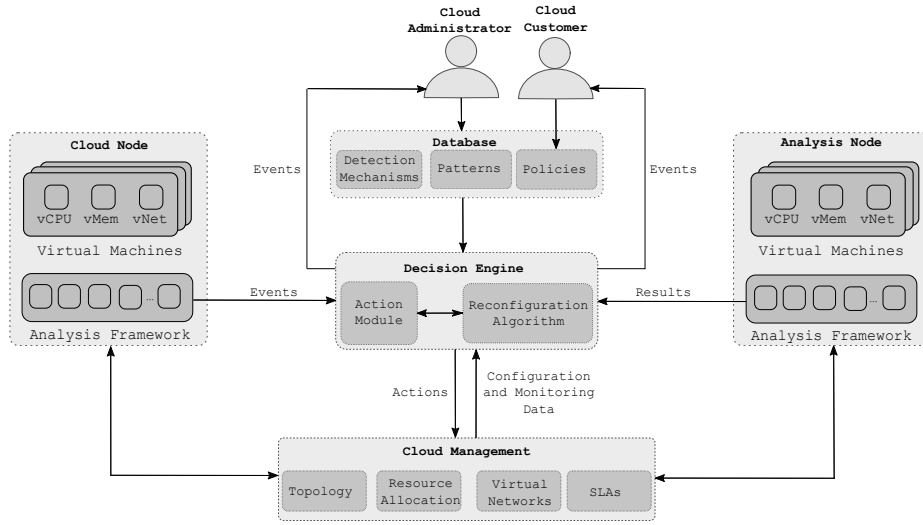 Cloud
Administrator
Cloud
Customer
Database
Detection
Mechanisms
Patterns
Policies
Events
Events
Cloud Node
vCPU vMem vNet
Virtual Machines
...
Analysis Framework
Analysis Node
vCPU vMem vNet
Virtual Machines
...
Analysis Framework
Events
Results
Decision Engine
Action
Module
Reconfiguration
Algorithm
Actions
Configuration
and Monitoring
Data
Cloud Management
Topology
Resource
Allocation
Virtual
Networks
SLAs